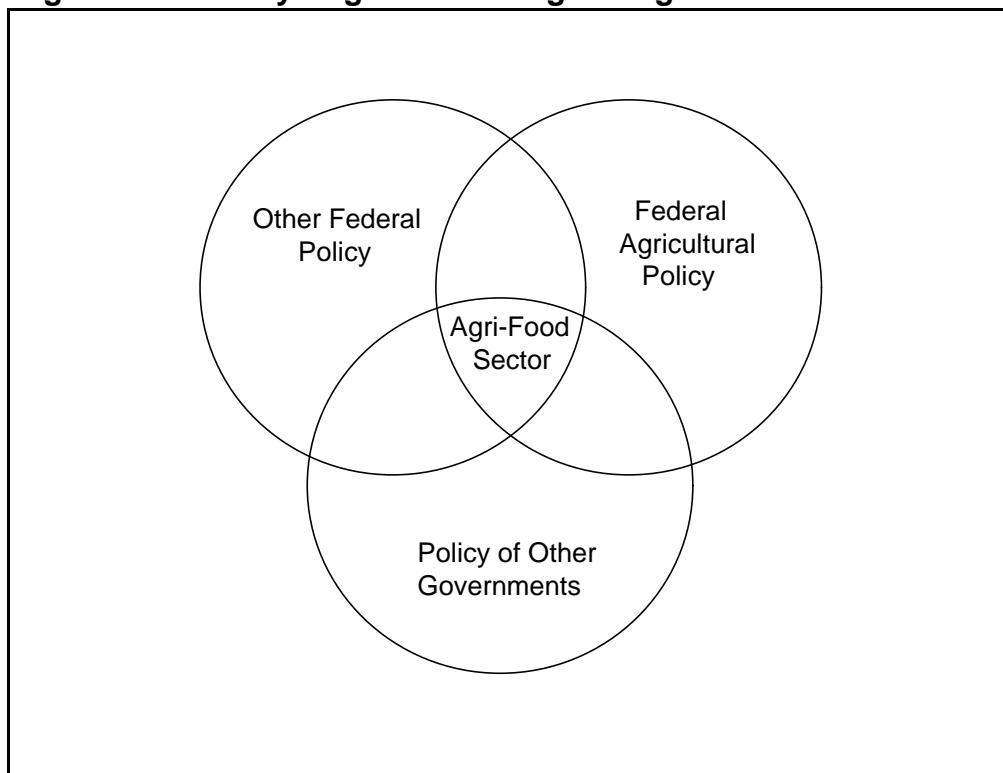 Other Federal
Policy
Federal
Agricultural
Policy
Agri-Food
Sector
Policy of Other
Governments